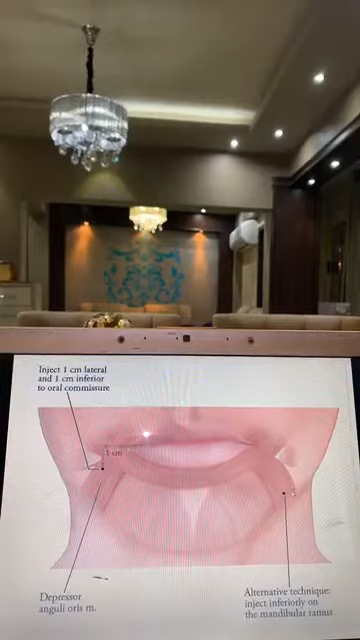 Inject 1 cm lateral
and 1 cm inferior
to oral commissure
1 cm
Depressor
anguli oris m.
Alternative technique:
inject inferiorly on
the mandibular ramus